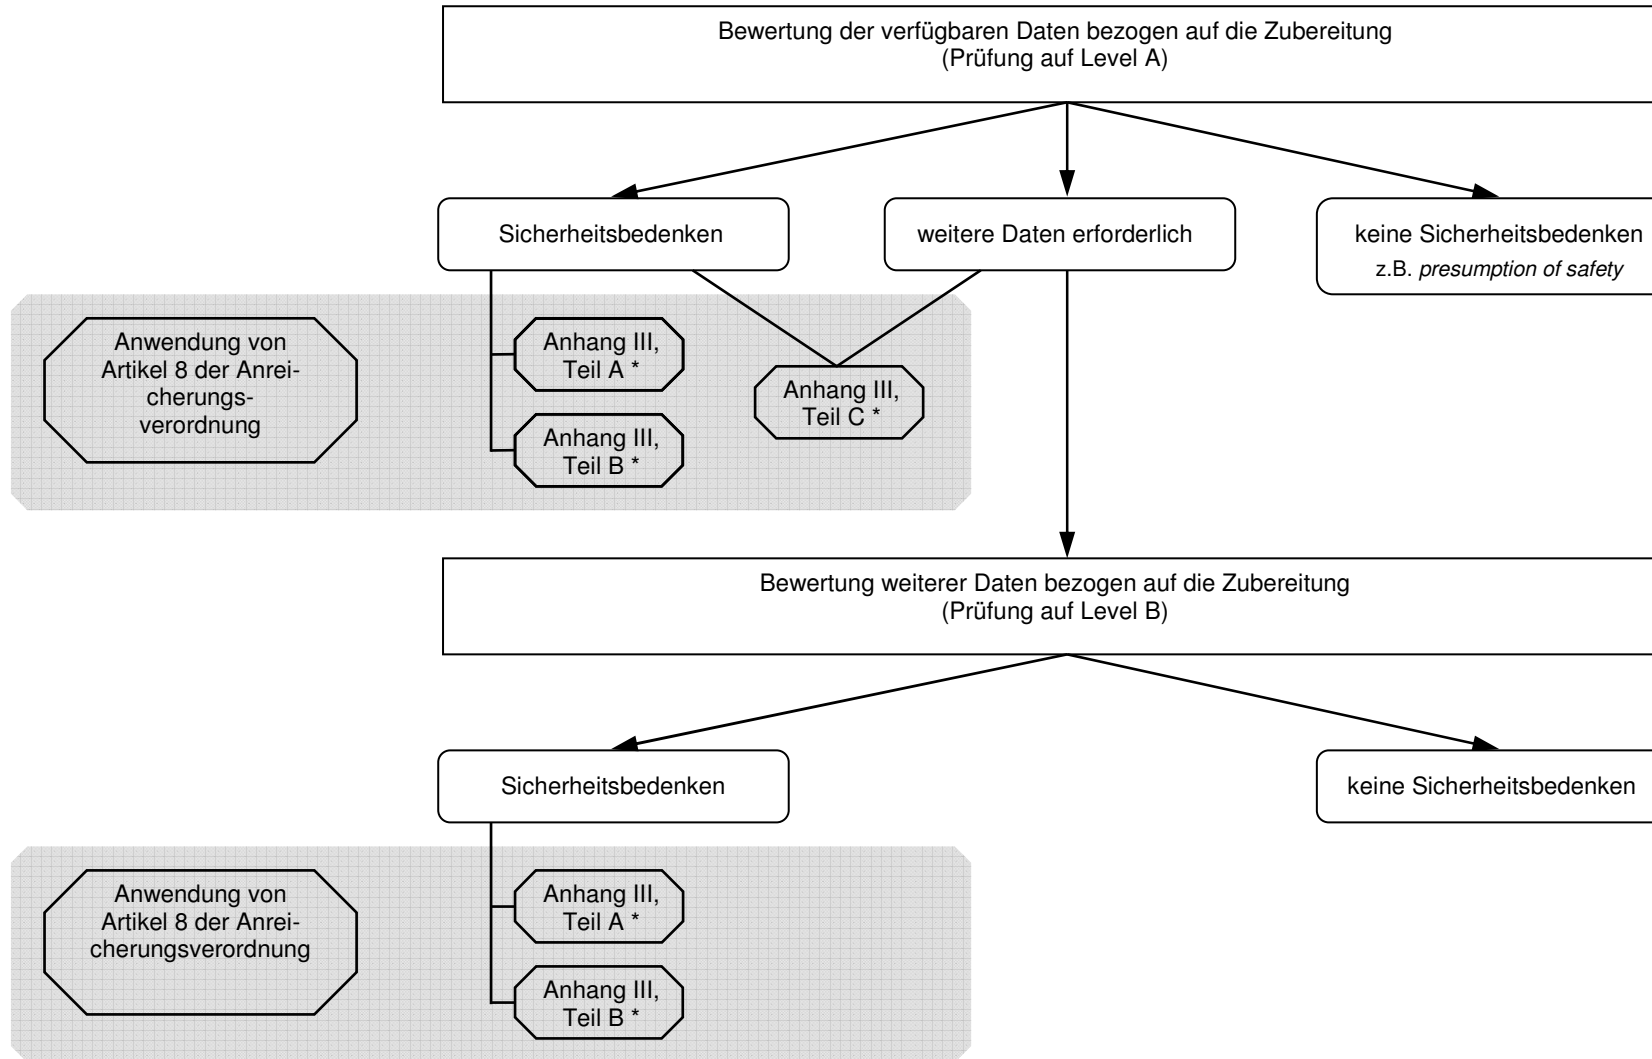 Bewertung der verfügbaren Daten bezogen auf die Zubereitung
(Prüfung auf Level A)
Sicherheitsbedenken
weitere Daten erforderlich
keine Sicherheitsbedenken
z.B. presumption of safety
Anwendung von
Artikel 8 der Anrei-
cherungs-
verordnung
Anhang III,
Teil A *
Anhang III,
Teil B *
Anhang III,
Teil C *
Bewertung weiterer Daten bezogen auf die Zubereitung
(Prüfung auf Level B)
Sicherheitsbedenken
keine Sicherheitsbedenken
Anwendung von
Artikel 8 der Anrei-
cherungsverordnung
Anhang III,
Teil A *
Anhang III,
Teil B *